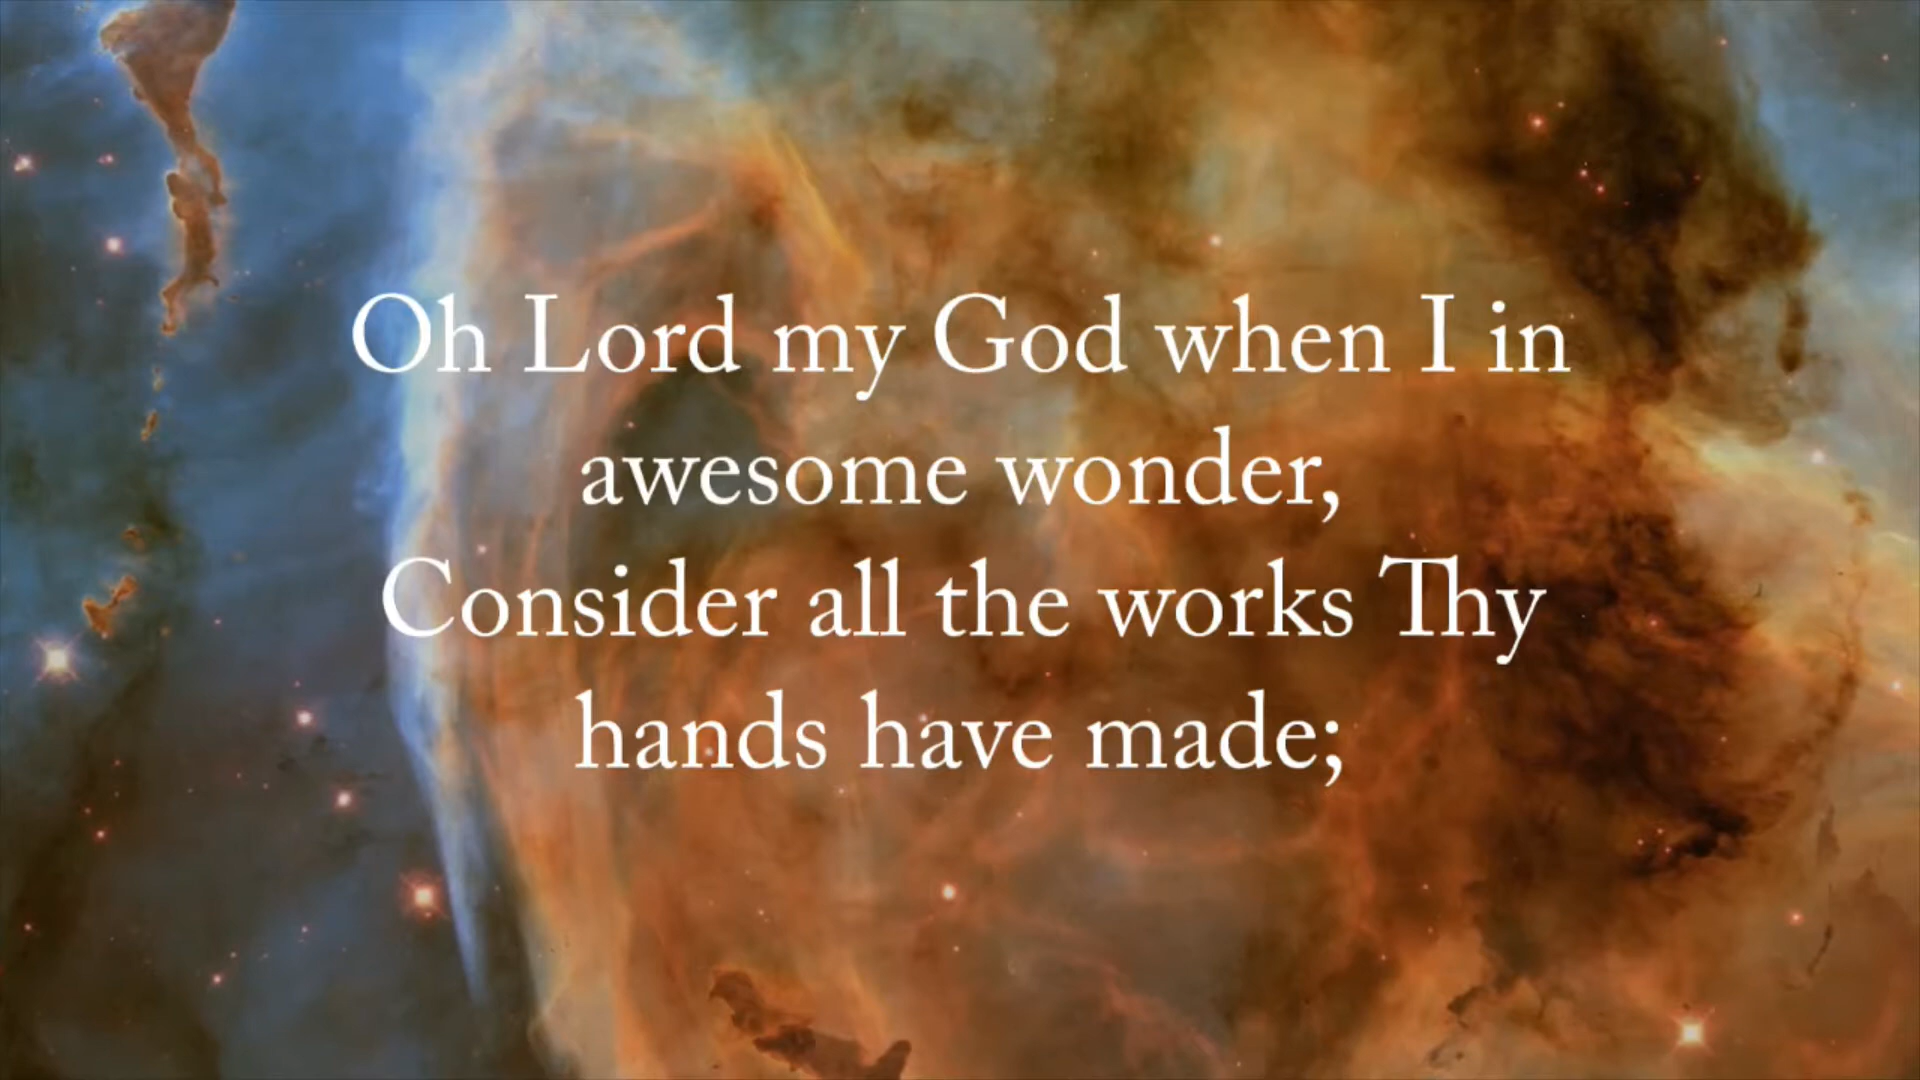 Oh Lord my God when I in
awesome wonder,
Consider all the works Thy
hands have made;